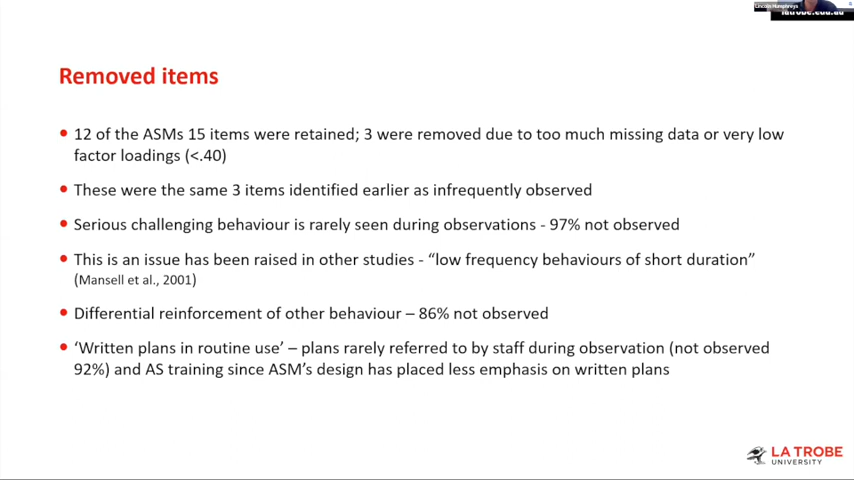 Lincoln Humphreys
latrobe.edu.au
Removed items
• 12 of the ASMs 15 items were retained; 3 were removed due to too much missing data or very low
factor loadings (<.40)
• These were the same 3 items identified earlier as infrequently observed
• Serious challenging behaviour is rarely seen during observations - 97% not observed
• This is an issue has been raised in other studies - “low frequency behaviours of short duration”
(Mansell et al., 2001)
• Differential reinforcement of other behaviour – 86% not observed
• ‘Written plans in routine use’ – plans rarely referred to by staff during observation (not observed
92%) and AS training since ASM’s design has placed less emphasis on written plans
LA TROBE
UNIVERSITY